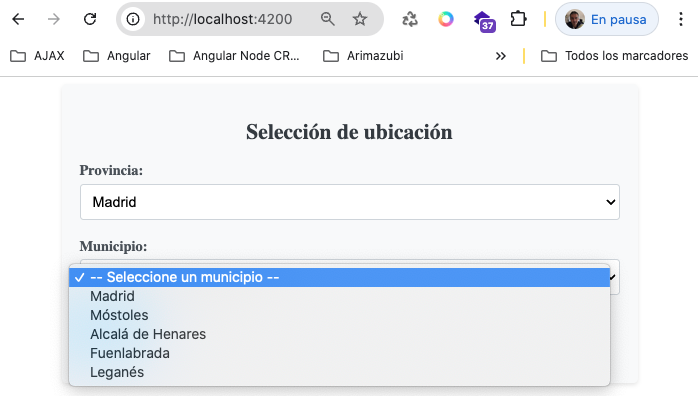 http://localhost:4200
37
En pausa
AJAX
Angular
Angular Node CR...
Arimazubi
»
Todos los marcadores
Selección de ubicación
Provincia:
Madrid
Municipio:
✓ -- Seleccione un municipio --
Madrid
Móstoles
Alcalá de Henares
Fuenlabrada
Leganés